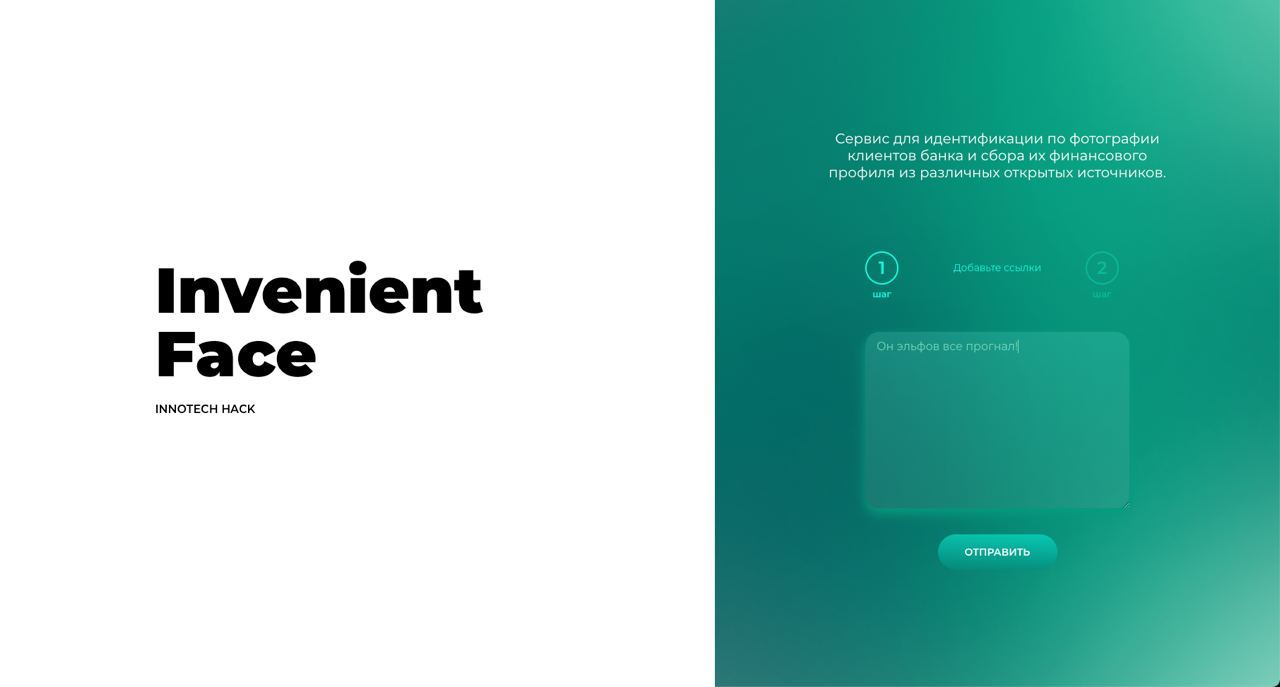 Invenient
Face
INNOTECH HACK
Сервис для идентификации по фотографии
клиентов банка и сбора их финансового
профиля из различных открытых источников.
1
шаг
Добавьте ссылки
2
шаг
Он эльфов все прогнал!
ОТПРАВИТЬ